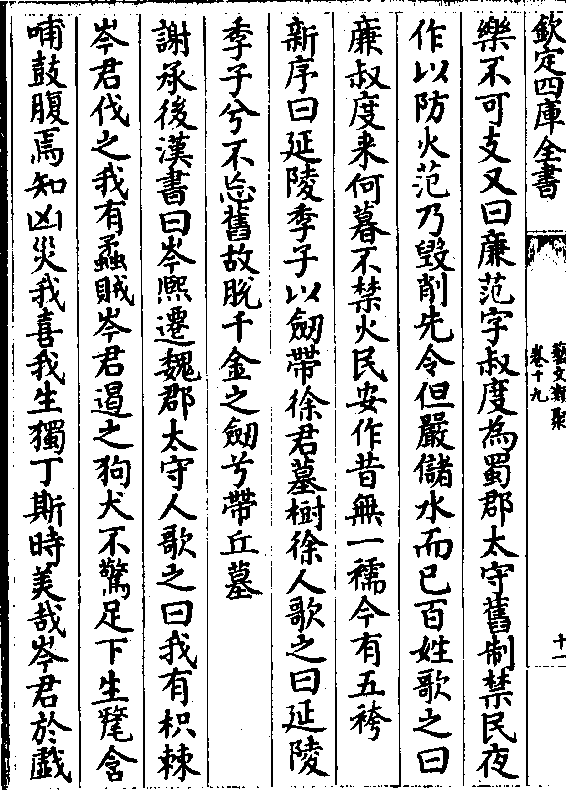 欽定四庫全書
藝文類聚
卷十九
十一
樂不可支又曰廉范字叔度為蜀郡太守舊制禁民夜
作以防火范乃毀削先令但嚴儲水而已百姓歌之曰
廉叔度来何暮不禁火民安作昔無一襦今有五袴
新序曰延陵季子以劒帶徐君墓樹徐人歌之曰延陵
季子兮不忘舊故脫千金之劒兮帶丘墓
謝承後漢書曰岑熙遷魏郡太守人歌之曰我有枳棘
岑君伐之我有蟊賊岑君遏之狗犬不驚足下生氂含
哺鼓腹焉知凶災我喜我生獨丁斯時美哉岑君於戲